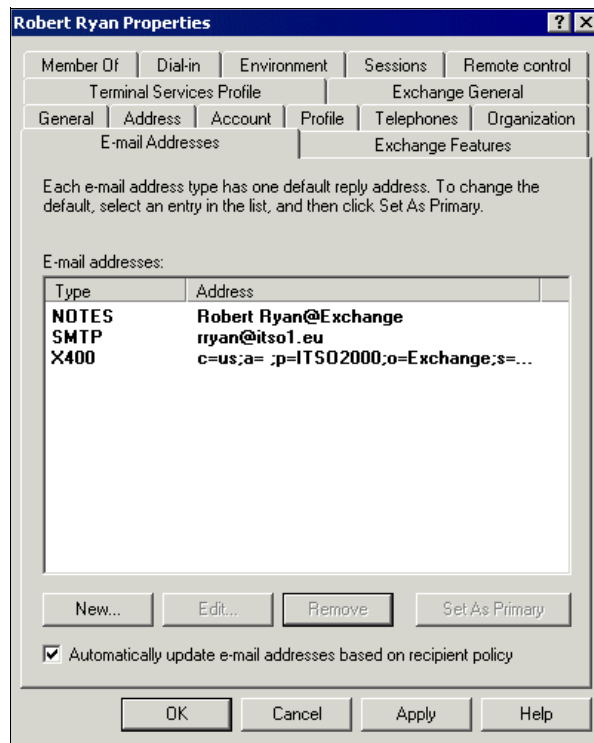 Robert Ryan Properties
Member Of Dial-in Environment Sessions Remote control
Terminal Services Profile Exchange General
General Address Account Profile Telephones Organization
E-mail Addresses Exchange Features
Each e-mail address type has one default reply address. To change the
default, select an entry in the list, and then click Set As Primary.
E-mail addresses:
Type Address
NOTES Robert Ryan@Exchange
SMTP rryan@itso1.eu
X400 c=us;a= ;p=ITSO2000;o=Exchange;s=...
New... Edit... Remove Set As Primary
Automatically update e-mail addresses based on recipient policy
OK Cancel Apply Help